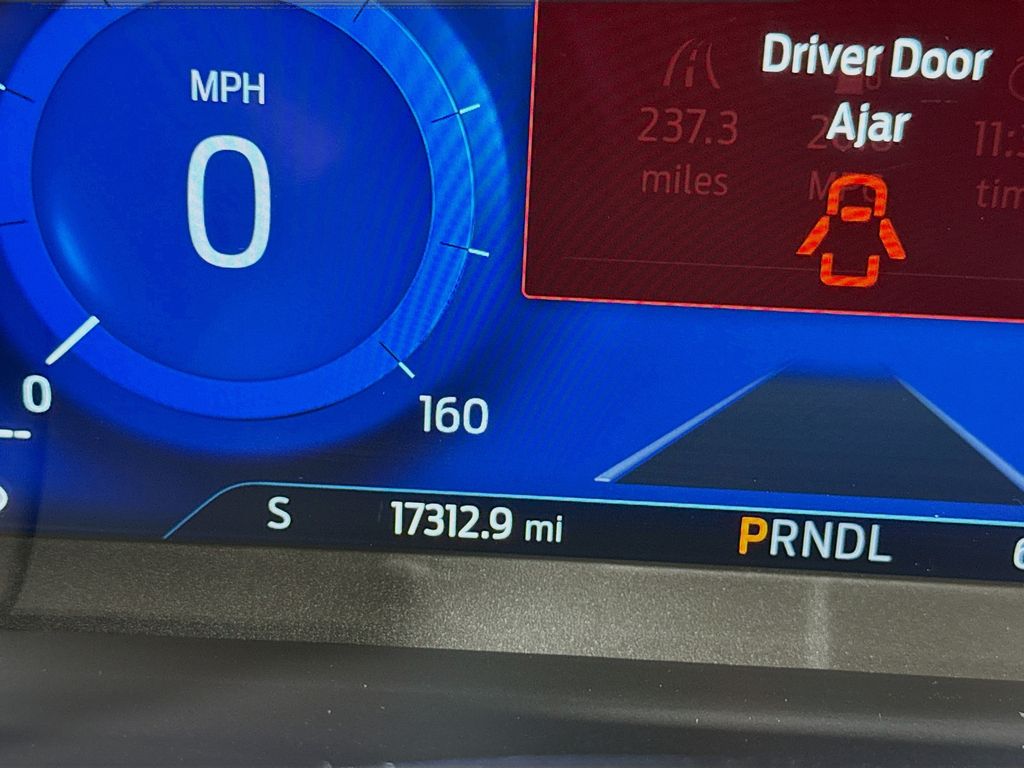 MPH
0
Driver Door
Ajar
237.3
miles
0
160
S
17312.9 mi
PRNDL